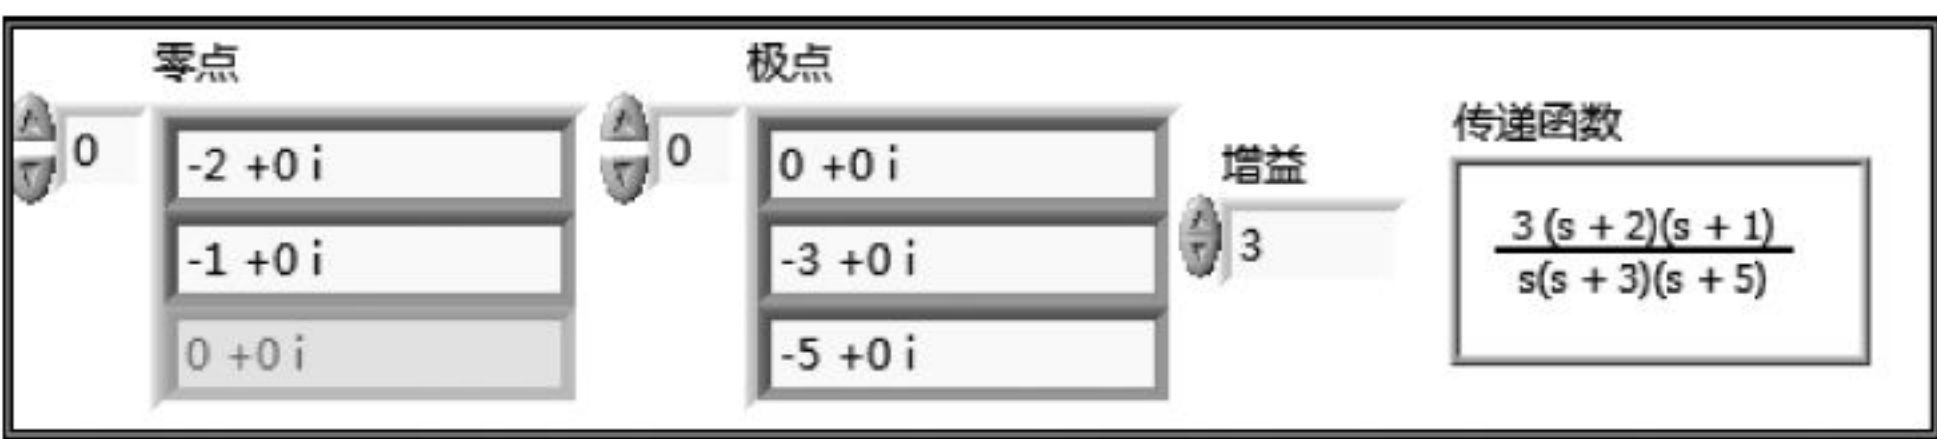 零点
0
-2 +0 i
-1 +0 i
0 +0 i
极点
0
0 +0 i
-3 +0 i
-5 +0 i
增益
3
传递函数
3 (s + 2)(s + 1)
s(s + 3)(s + 5)